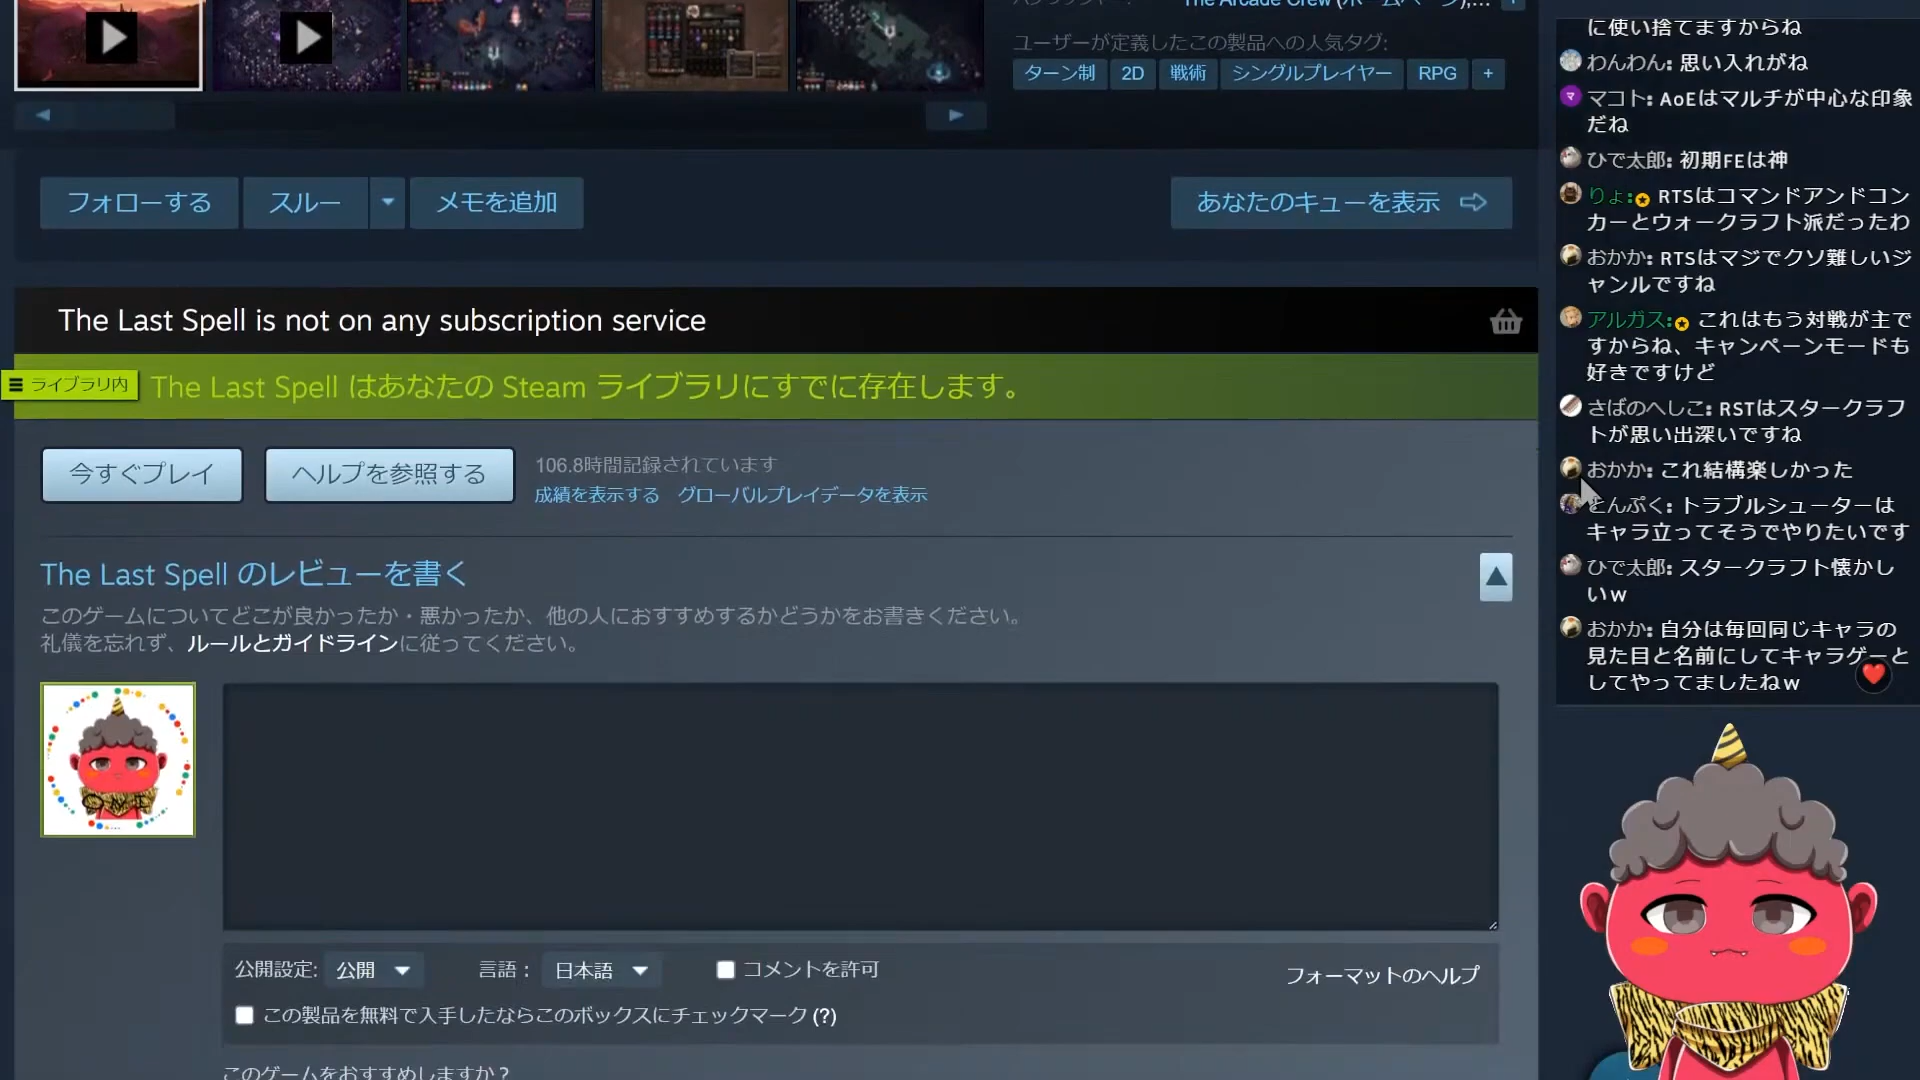 The Arcade Crew (ホームページ),...
ユーザーが定義したこの製品への人気タグ:
ターン制 2D 戦術 シングルプレイヤー RPG +
フォローする スルー メモを追加 あなたのキューを表示
The Last Spell is not on any subscription service
ライブラリ内 The Last Spell はあなたの Steam ライブラリにすでに存在します。
今すぐプレイ ヘルプを参照する 106.8時間記録されています
成績を表示する グローバルプレイデータを表示
The Last Spell のレビューを書く
このゲームについてどこが良かったか・悪かったか、他の人におすすめするかどうかをお書きください。
礼儀を忘れず、ルールとガイドラインに従ってください。
公開設定: 公開 言語： 日本語 コメントを許可 フォーマットのヘルプ
この製品を無料で入手したならこのボックスにチェックマーク (?)
このゲームをおすすめしますか？
に使い捨てますからね
わんわん: 思い入れがね
マ マコト: AoEはマルチが中心な印象
だね
ひで太郎: 初期FEは神
りょ: RTSはコマンドアンドコン
カーとウォークラフト派だったわ
おかか: RTSはマジでクソ難しいジ
ャンルですね
アルガス: これはもう対戦が主で
すからね、キャンペーンモードも
好きですけど
さばのへしこ: RSTはスタークラフ
トが思い出深いですね
おかか: これ結構楽しかった
とんぷく: トラブルシューターは
キャラ立ってそうでやりたいです
ひで太郎: スタークラフト懐かし
いw
おかか: 自分は毎回同じキャラの
見た目と名前にしてキャラゲーと
してやってましたねw